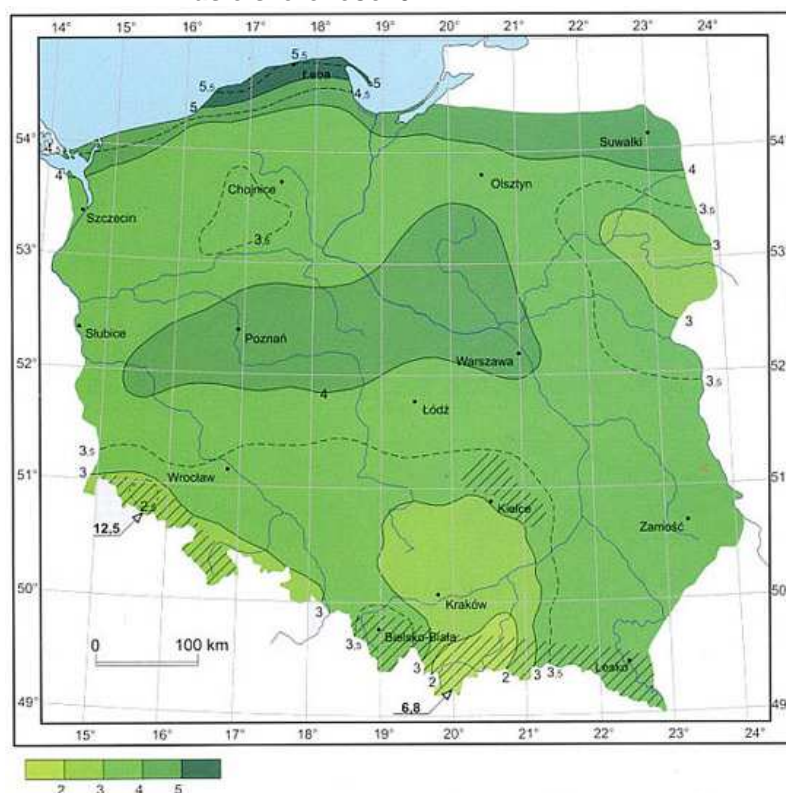 14° 15° 16° 17° 18° 19° 20° 21° 22° 23° 24°
5,5
5,5
Łeba
5
5
4,5
54°
54°
4,5
4
Suwałki
4
Chojnice
Olsztyn
Szczecin
3,5
3,5
3
53°
53°
Słubice
Poznań
3
Warszawa
52°
52°
3,5
4
Łódź
3,5
51°
51°
3
Wrocław
Kielce
12,5
Zamość
50°
50°
Kraków
3
0 100 km
Bielsko-Biała
3,5
Lesko
3
2
2
3
3,5
6,8
49°
49°
15° 16° 17° 18° 19° 20° 21° 22° 23° 24°
2 3 4 5